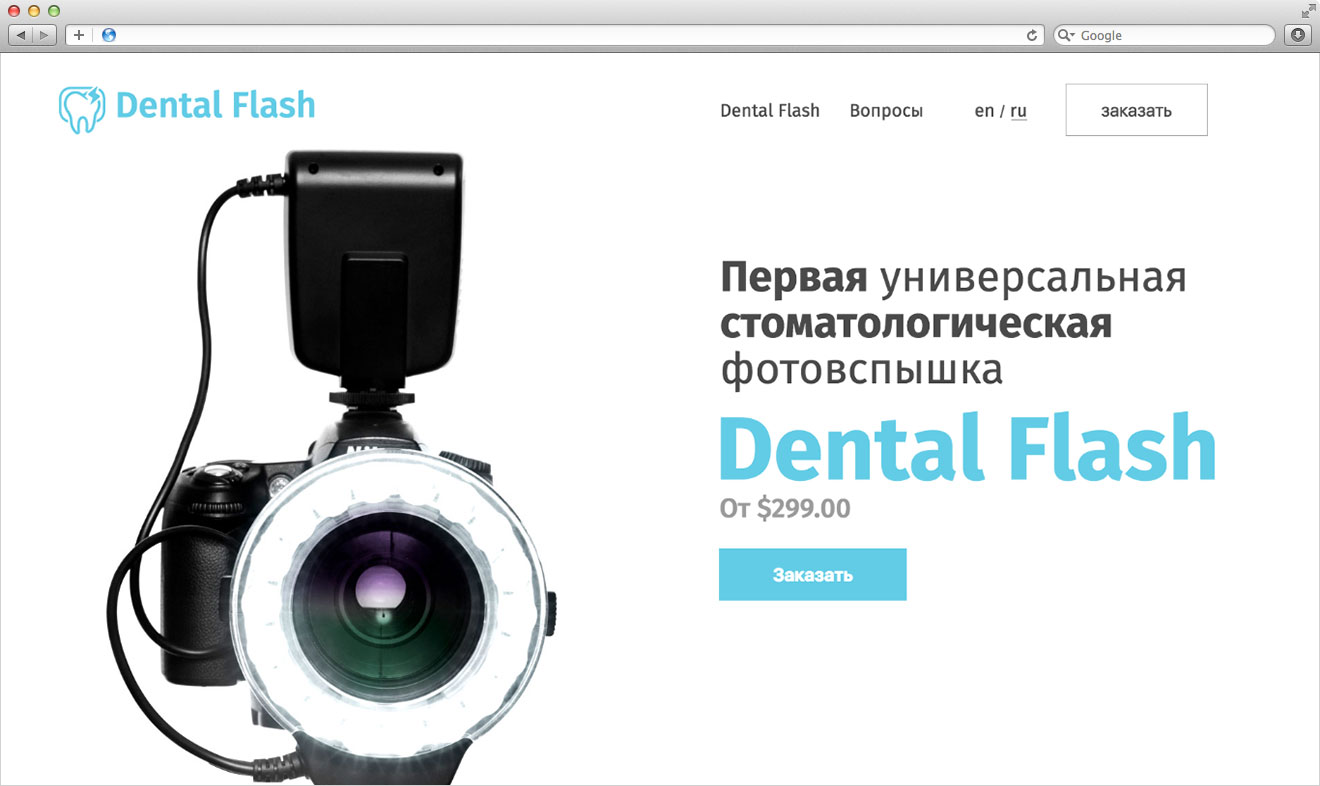 Google
Dental Flash
Dental Flash Вопросы en / ru заказать
Первая универсальная
стоматологическая
фотовспышка
Dental Flash
От $299.00
Заказать